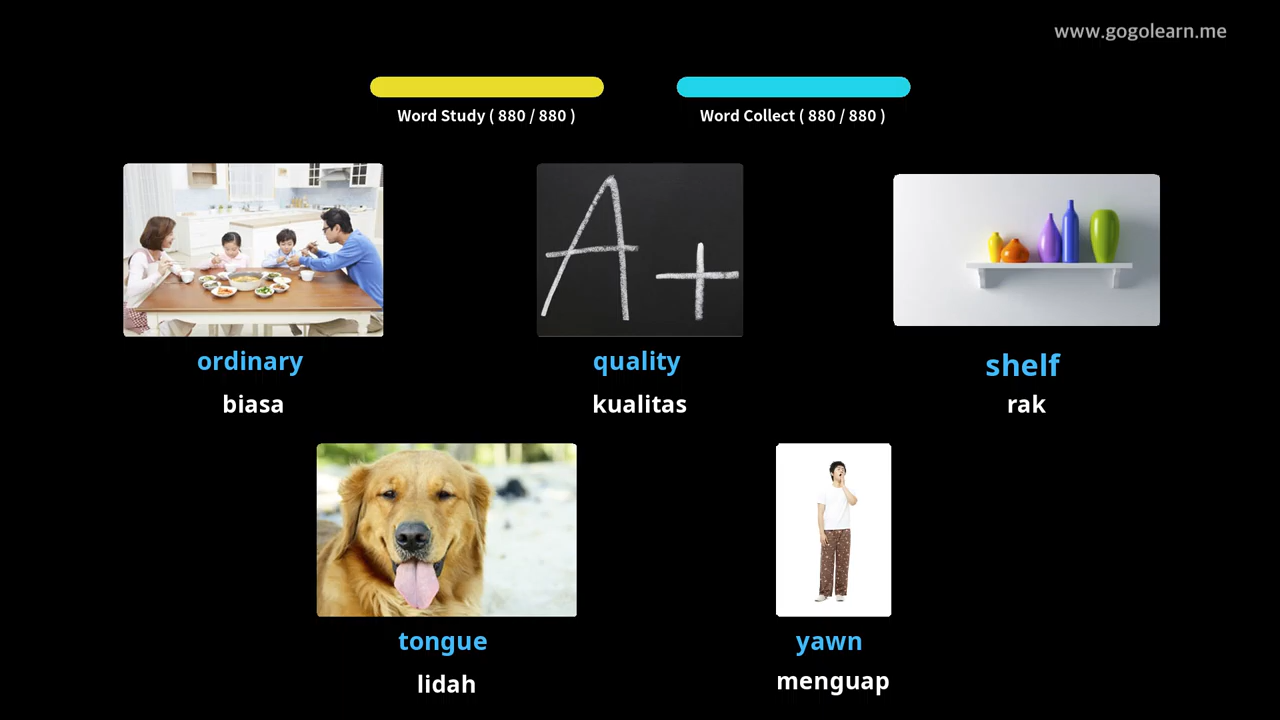 www.gogolearn.me
Word Study ( 880 / 880 )
Word Collect ( 880 / 880 )
A+
ordinary
biasa
quality
kualitas
shelf
rak
tongue
lidah
yawn
menguap